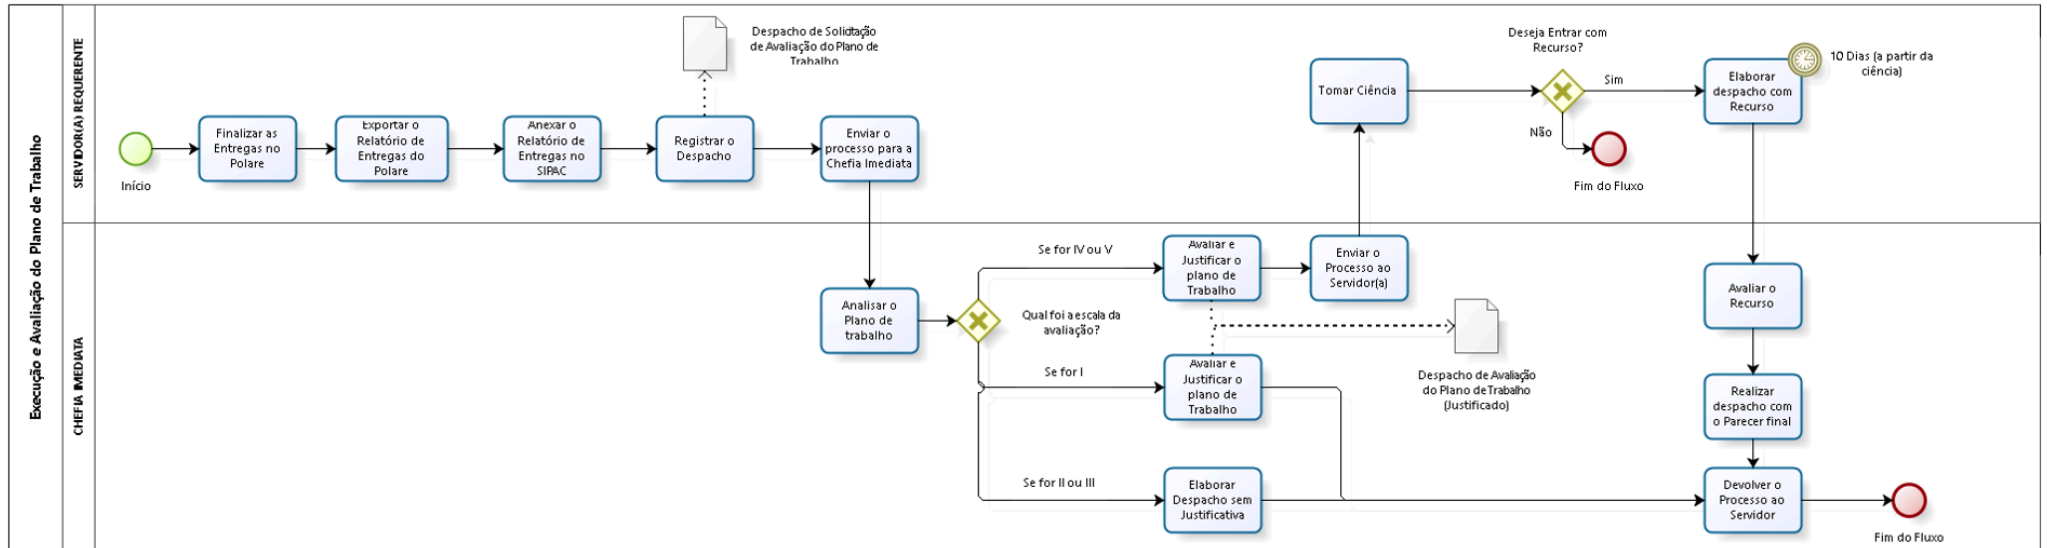 Execução e Avaliação do Plano de Trabalho
SERVIDOR(A) REQUERENTE
Início
Finalizar as
Entregas no
Polare
Exportar o
Relatório de
Entregas do
Polare
Anexar o
Relatório de
Entregas no
SIPAC
Despacho de Solicitação
de Avaliação do Plano de
Trabalho
Registrar o
Despacho
Enviar o
processo para a
Chefia Imediata
Tomar Ciência
Deseja Entrar com
Recurso?
Sim
Não
Fim do Fluxo
Elaborar
despacho com
Recurso
10 Dias (a partir da
ciência)
CHEFIA IMEDIATA
Analisar o
Plano de
trabalho
Qual foi a escala da
avaliação?
Se for IV ou V
Avaliar e
Justificar o
plano de
Trabalho
Enviar o
Processo ao
Servidor(a)
Se for I
Avaliar e
Justificar o
plano de
Trabalho
Despacho de Avaliação
do Plano de Trabalho
(Justificado)
Se for II ou III
Elaborar
Despacho sem
Justificativa
Avaliar o
Recurso
Realizar
despacho com
o Parecer final
Devolver o
Processo ao
Servidor
Fim do Fluxo